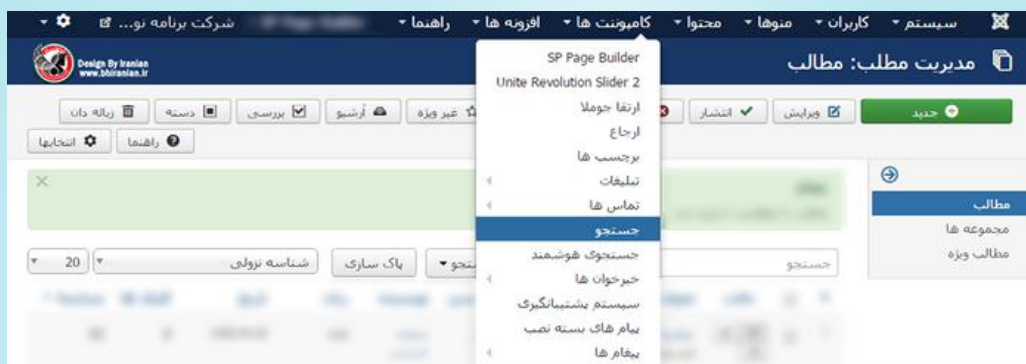 سیستم کاربران منوها محتوا کامپوننت ها افزونه ها راهنما شرکت برنامه نو...
مدیریت مطلب: مطالب
Design By Iranian
www.bhiranian.ir
جدید ویرایش انتشار غیر ویژه آرشیو بررسی دسته زباله دان
راهنما انتخابها
SP Page Builder
Unite Revolution Slider 2
ارتقا جوملا
ارجاع
برچسب ها
تبلیغات
تماس ها
جستجو
جستجوی هوشمند
خبرخوان ها
سیستم پشتیبانگیری
پیام های بسته نصب
پیغام ها
مطالب
مجموعه ها
مطالب ویژه
جستجو پاک سازی شناسه نزولی 20